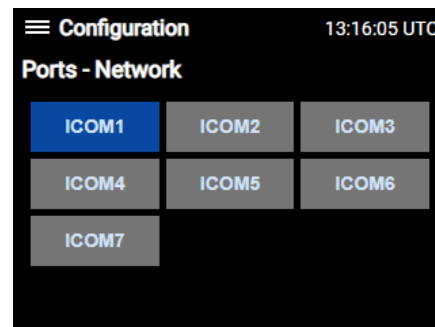 Configuration 13:16:05 UTC
Ports - Network
ICOM1 ICOM2 ICOM3
ICOM4 ICOM5 ICOM6
ICOM7